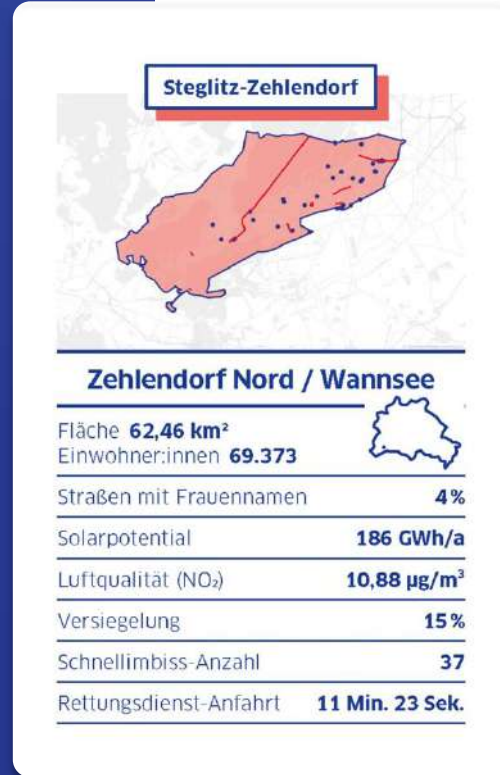 Steglitz-Zehlendorf
Zehlendorf Nord / Wannsee
Fläche 62,46 km²
Einwohner:innen 69.373
Straßen mit Frauennamen 4%
Solarpotential 186 GWh/a
Luftqualität (NO₂) 10,88 µg/m³
Versiegelung 15%
Schnellimbiss-Anzahl 37
Rettungsdienst-Anfahrt 11 Min. 23 Sek.